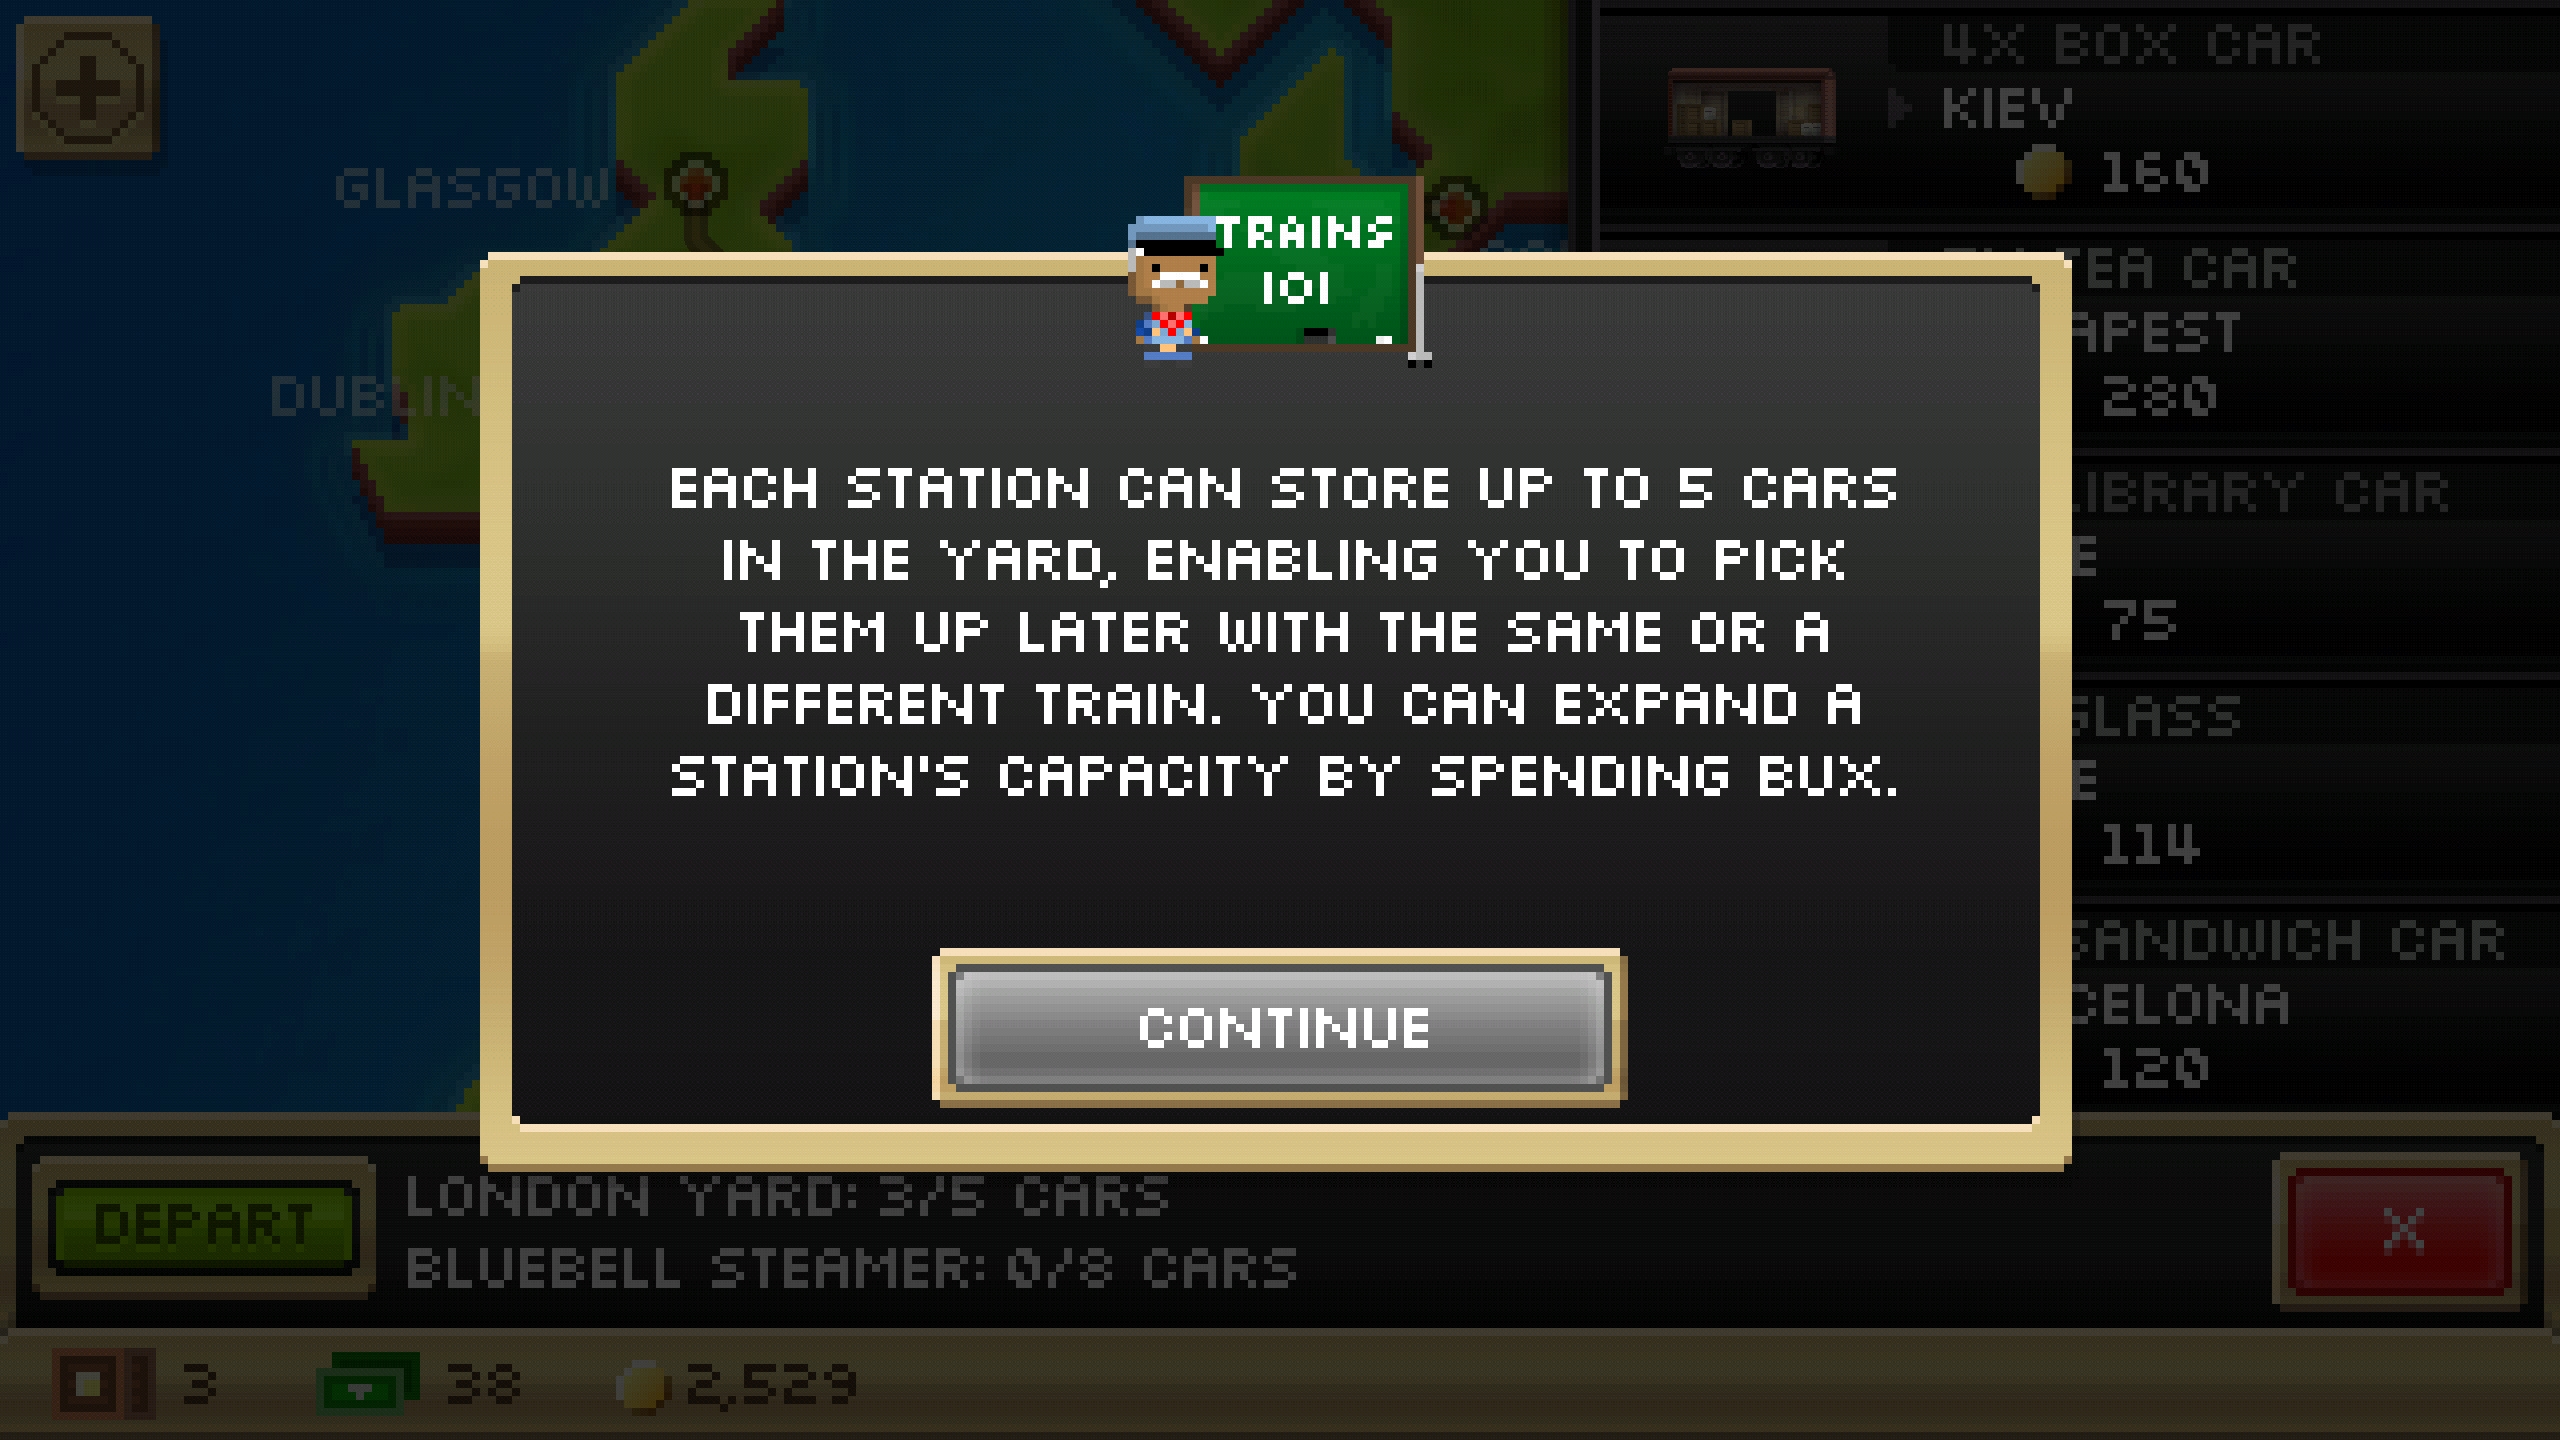 4X BOX CAR
KIEV
160
GLASGOW
TRAINS
101
TEA CAR
APEST
280
DUBLIN
EACH STATION CAN STORE UP TO 5 CARS
IN THE YARD, ENABLING YOU TO PICK
THEM UP LATER WITH THE SAME OR A
DIFFERENT TRAIN. YOU CAN EXPAND A
STATION'S CAPACITY BY SPENDING BUX.
LIBRARY CAR
E
75
GLASS
E
114
SANDWICH CAR
CELONA
120
CONTINUE
DEPART
LONDON YARD: 3/5 CARS
BLUEBELL STEAMER: 0/8 CARS
X
3
38
2,529